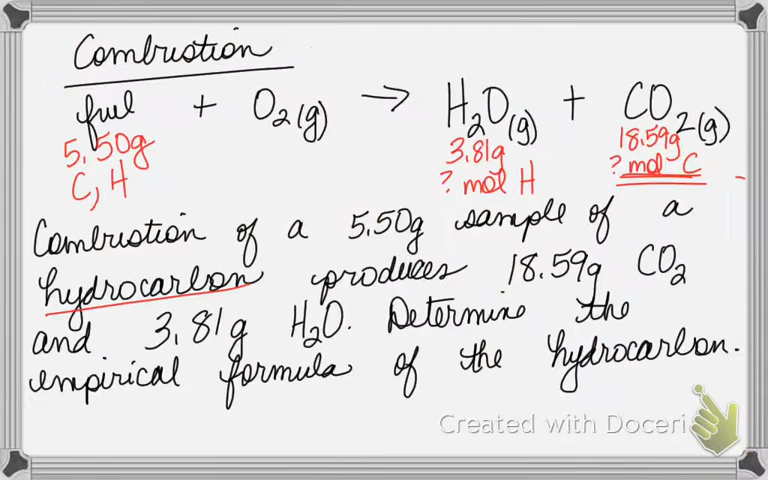 Combustion
fuel + O2(g) → H2O(g) + CO2(g)
5.50g 3.81g 18.59g
C, H ? mol H ? mol C
Combustion of a 5.50g sample of a
hydrocarbon produces 18.59g CO2
and 3.81g H2O. Determine the
empirical formula of the hydrocarbon.
Created with Doceri